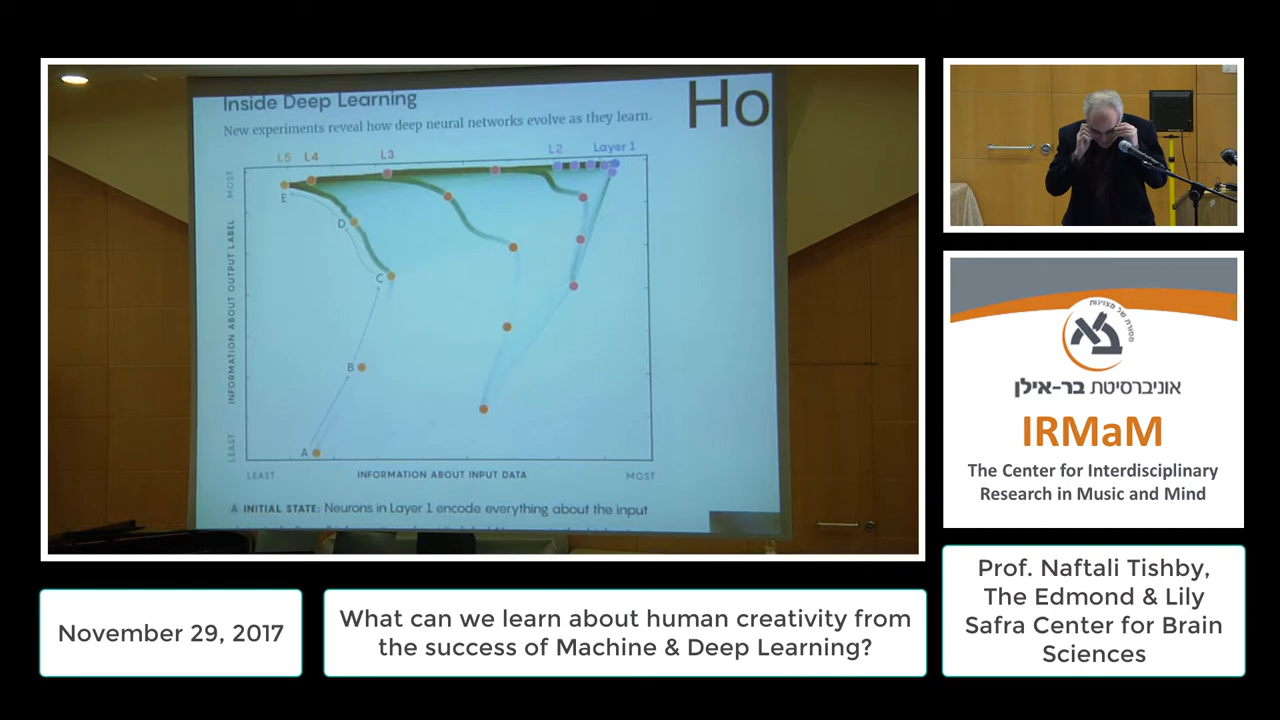 Inside Deep Learning
Ho
New experiments reveal how deep neural networks evolve as they learn.
L5 L4 L3 L2 Layer 1
MOST
INFORMATION ABOUT OUTPUT LABEL
LEAST
E
D
C
B
A
LEAST INFORMATION ABOUT INPUT DATA MOST
A INITIAL STATE: Neurons in Layer 1 encode everything about the input
מסורת של מצוינות
אוניברסיטת בר-אילן
IRMaM
The Center for Interdisciplinary
Research in Music and Mind
November 29, 2017
What can we learn about human creativity from
the success of Machine & Deep Learning?
Prof. Naftali Tishby,
The Edmond & Lily
Safra Center for Brain
Sciences